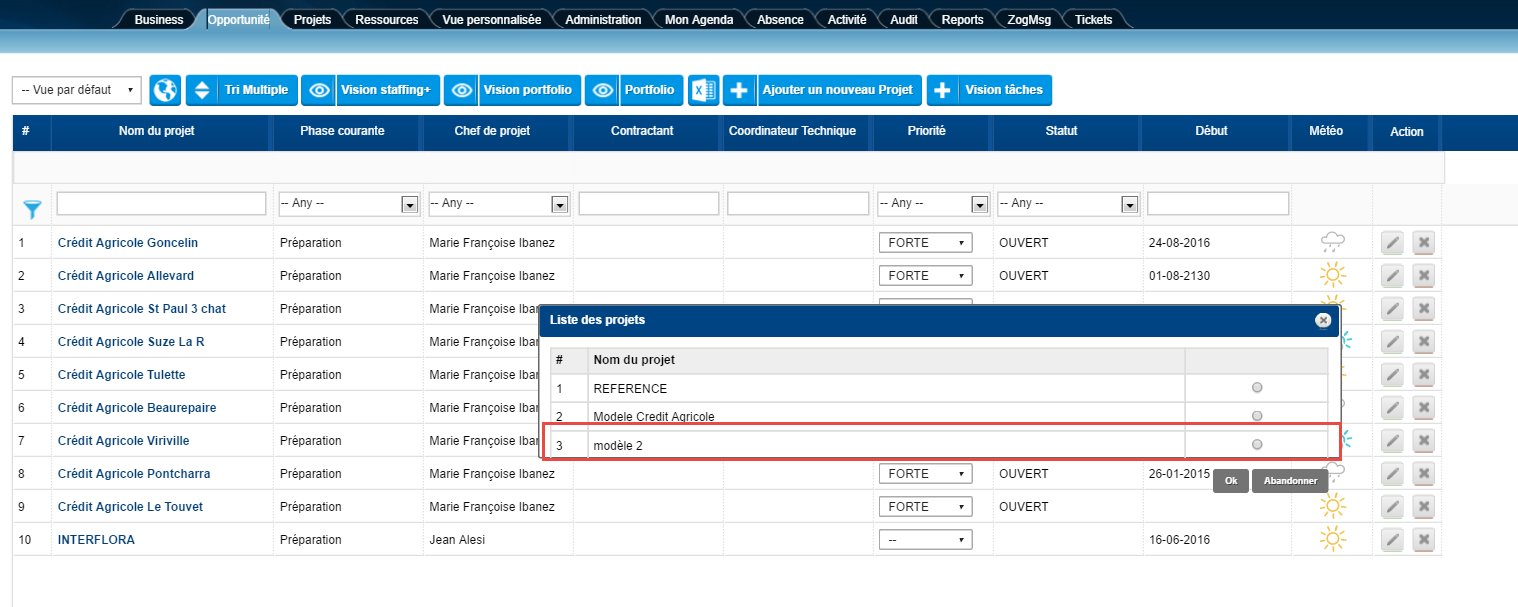 Business Opportunité Projets Ressources Vue personnalisée Administration Mon Agenda Absence Activité Audit Reports ZogMsg Tickets
-- Vue par défaut Tri Multiple Vision staffing+ Vision portfolio Portfolio Ajouter un nouveau Projet Vision tâches
# Nom du projet Phase courante Chef de projet Contractant Coordinateur Technique Priorité Statut Début Météo Action
-- Any -- -- Any -- -- Any -- -- Any --
1 Crédit Agricole Goncelin Préparation Marie Françoise Ibanez FORTE OUVERT 24-08-2016
2 Crédit Agricole Allevard Préparation Marie Françoise Ibanez FORTE OUVERT 01-08-2130
3 Crédit Agricole St Paul 3 chat Préparation Marie Françoise Ibar
4 Crédit Agricole Suze La R Préparation Marie Françoise Ibar
5 Crédit Agricole Tulette Préparation Marie Françoise Ibar
6 Crédit Agricole Beaurepaire Préparation Marie Françoise Ibar
7 Crédit Agricole Viriville Préparation Marie Françoise Ibar
8 Crédit Agricole Pontcharra Préparation Marie Françoise Ibanez FORTE OUVERT 26-01-2015
9 Crédit Agricole Le Touvet Préparation Marie Françoise Ibanez FORTE OUVERT
10 INTERFLORA Préparation Jean Alesi -- 16-06-2016
Liste des projets
# Nom du projet
1 REFERENCE
2 Modele Credit Agricole
3 modèle 2
Ok Abandonner